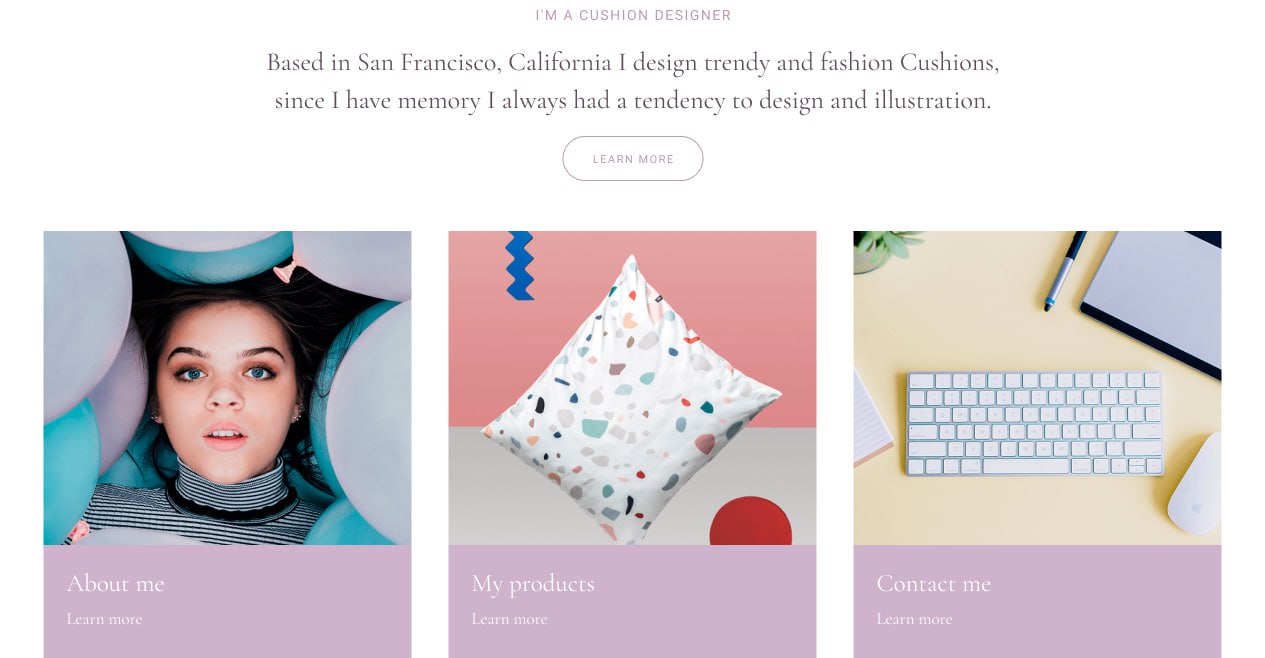 I'M A CUSHION DESIGNER
Based in San Francisco, California I design trendy and fashion Cushions,
since I have memory I always had a tendency to design and illustration.
LEARN MORE
About me
Learn more
My products
Learn more
Contact me
Learn more